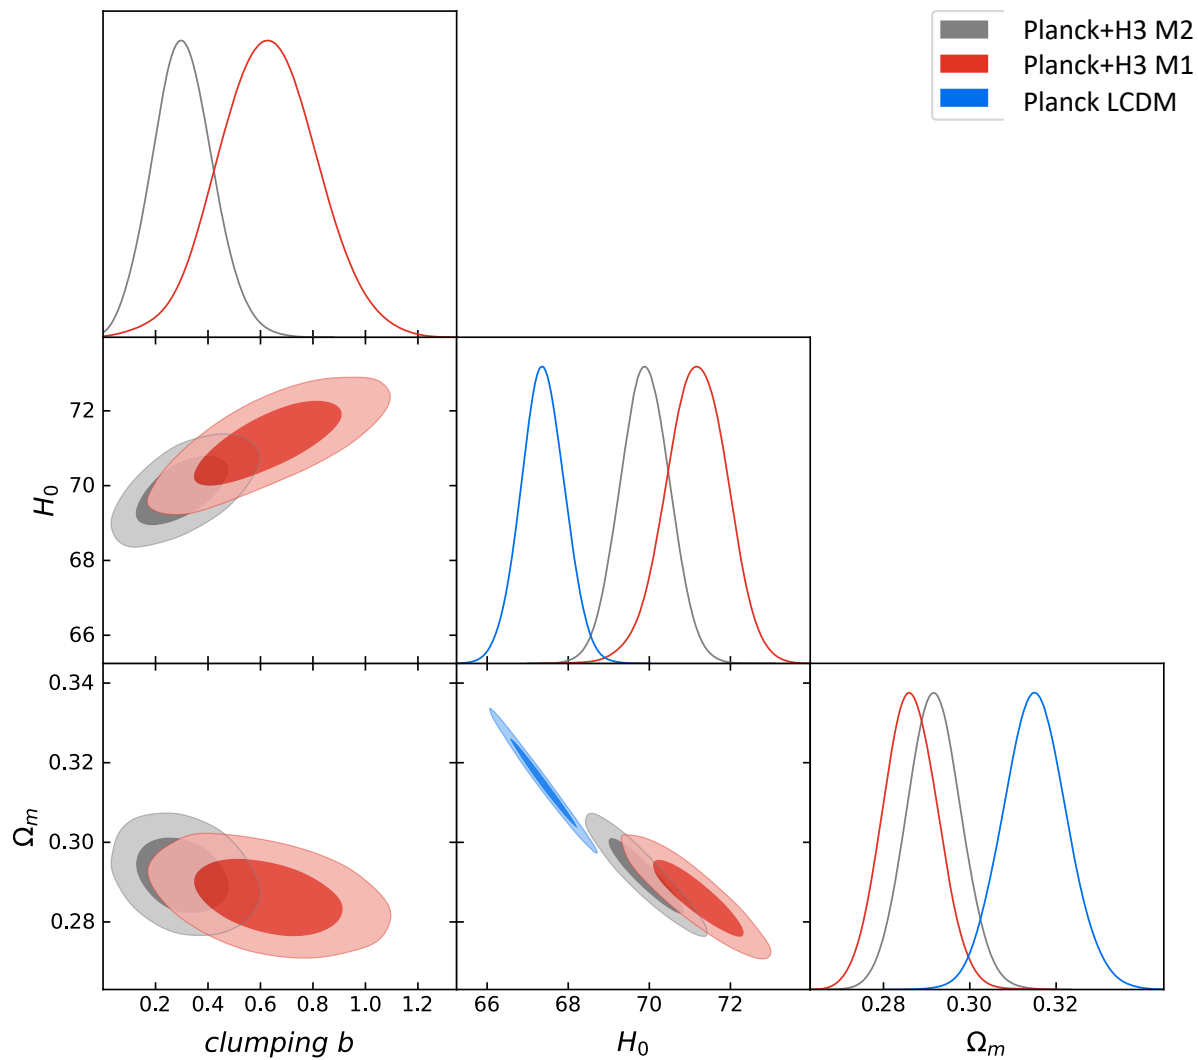 Planck+H3 M2
Planck+H3 M1
Planck LCDM
H₀
72
70
68
66
Ωₘ
0.34
0.32
0.30
0.28
0.2 0.4 0.6 0.8 1.0 1.2
clumping b
66 68 70 72
H₀
0.28 0.30 0.32
Ωₘ